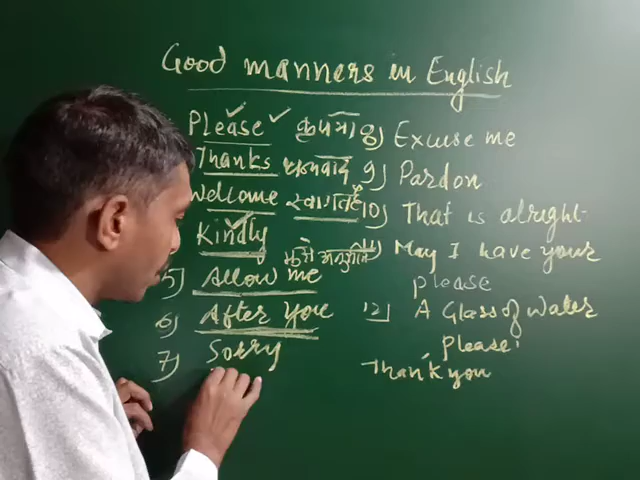 Good manners in English
Please कृपया
Thanks धन्यवाद
Welcome स्वागत है
Kindly
5) Allow me
6) After you
7) Sorry
8) Excuse me
9) Pardon
10) That is alright
11) May I have your
please
12) A Glass of Water
please
Thank you